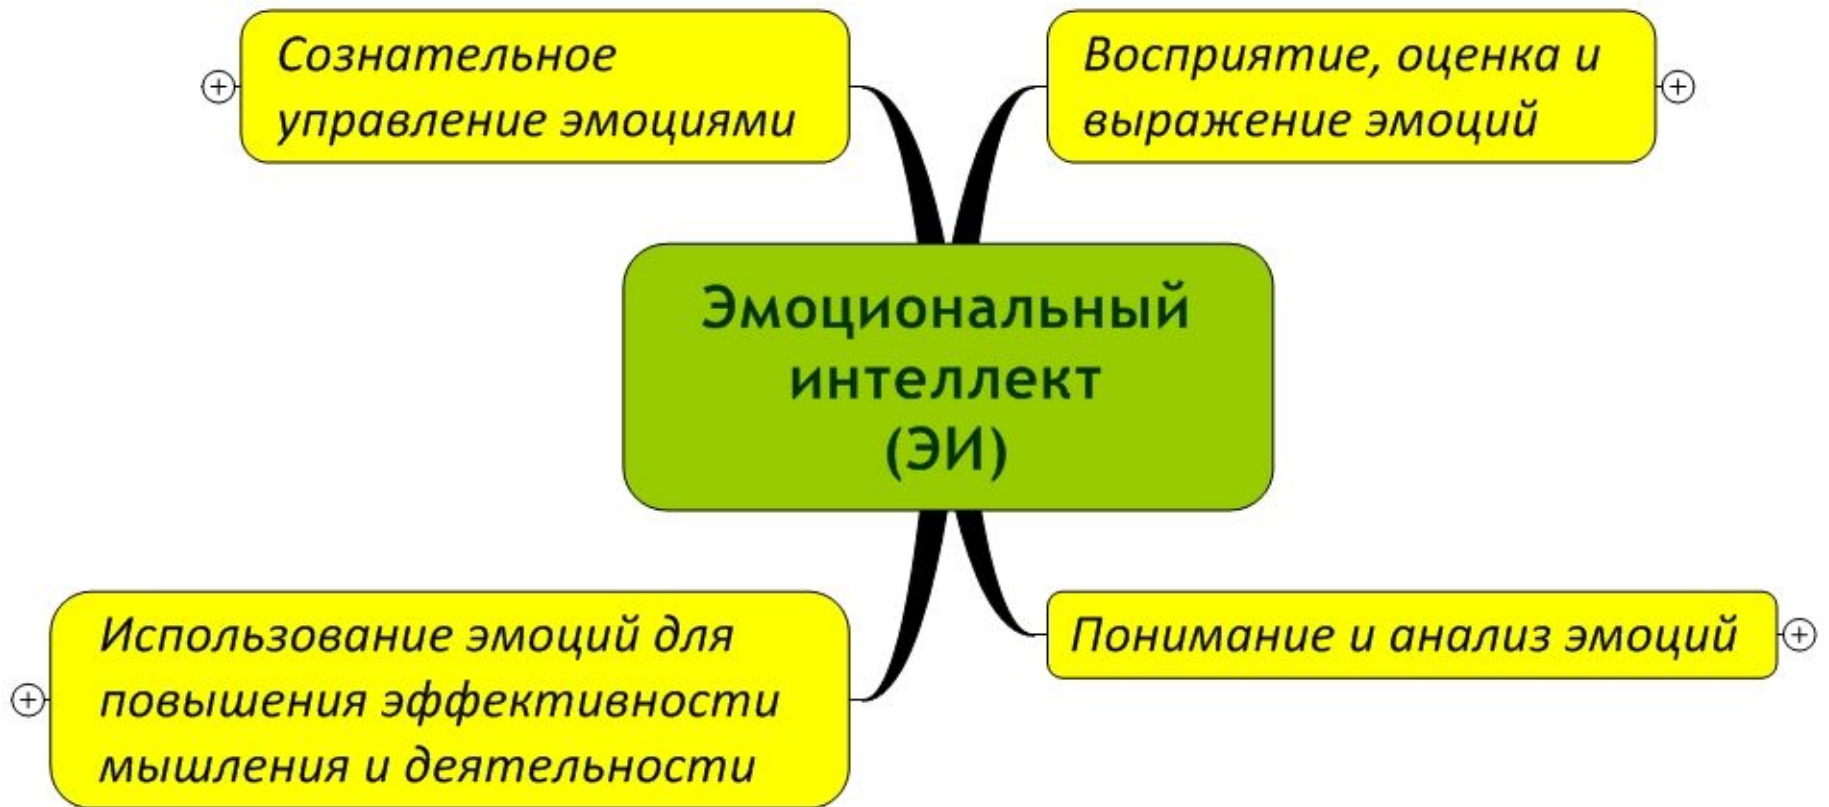 Сознательное
управление эмоциями
Восприятие, оценка и
выражение эмоций
Эмоциональный
интеллект
(ЭИ)
Использование эмоций для
повышения эффективности
мышления и деятельности
Понимание и анализ эмоций